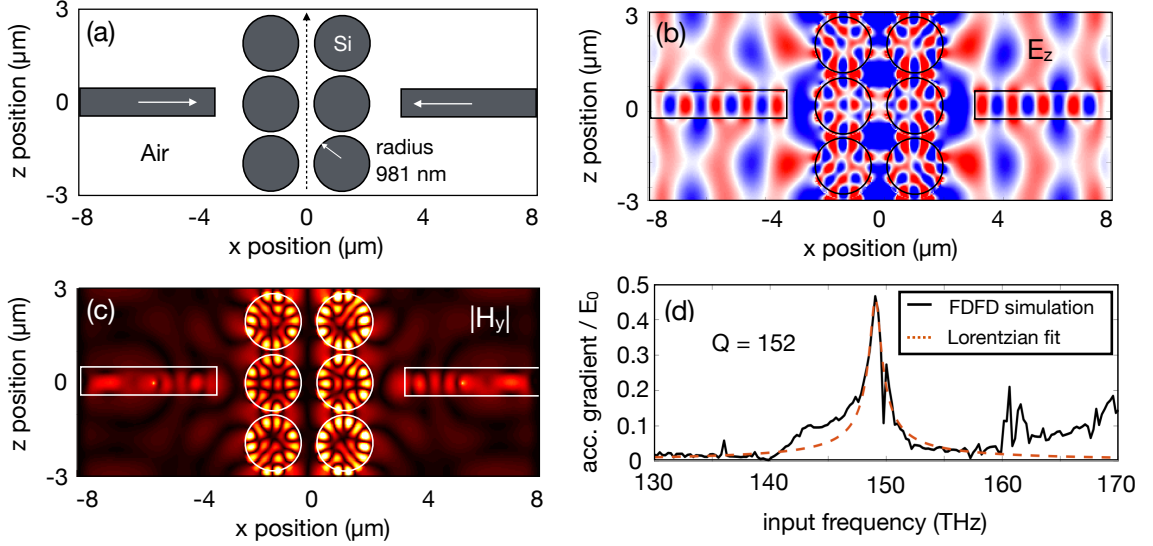 3
(a)
Si
z position (µm)
0
Air
radius
981 nm
-3
-8
-4
0
4
8
x position (µm)
3
(b)
E_z
z position (µm)
0
-3
-8
-4
0
4
8
x position (µm)
3
(c)
|H_y|
z position (µm)
0
-3
-8
-4
0
4
8
x position (µm)
0.5
(d)
FDFD simulation
Lorentzian fit
acc. gradient / E_0
0.4
Q = 152
0.3
0.2
0.1
0
130
140
150
160
170
input frequency (THz)